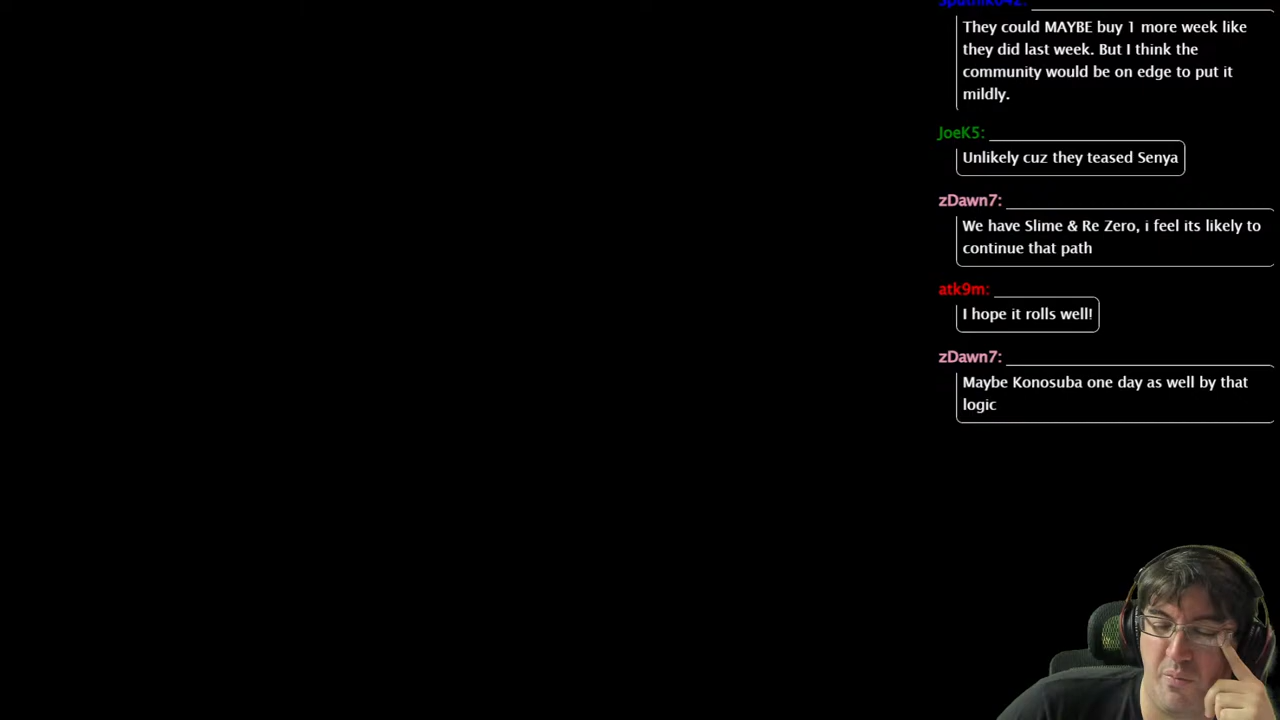 They could MAYBE buy 1 more week like
they did last week. But I think the
community would be on edge to put it
mildly.
JoeK5:
Unlikely cuz they teased Senya
zDawn7:
We have Slime & Re Zero, i feel its likely to
continue that path
atk9m:
I hope it rolls well!
zDawn7:
Maybe Konosuba one day as well by that
logic